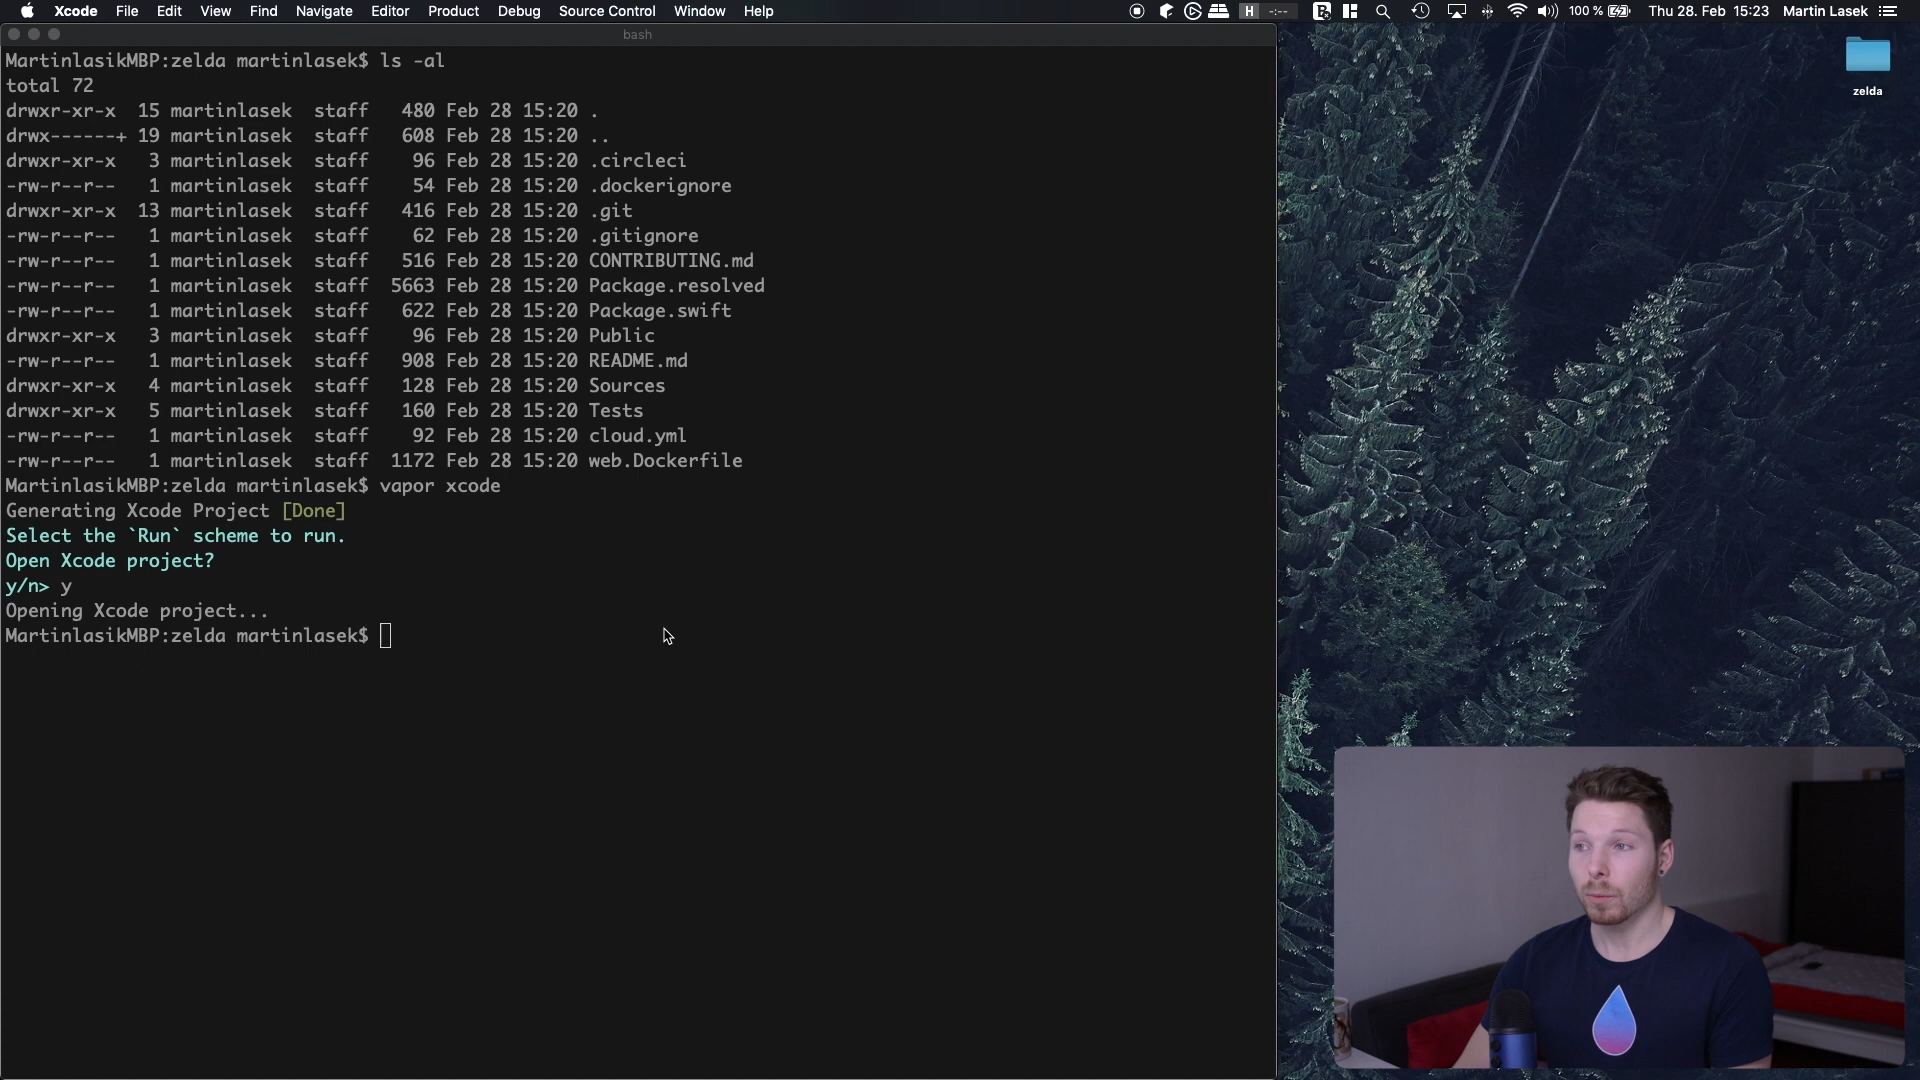 Xcode File Edit View Find Navigate Editor Product Debug Source Control Window Help H -:-- 100 % Thu 28. Feb 15:23 Martin Lasek
bash
zelda
MartinlasikMBP:zelda martinlasek$ ls -al
total 72
drwxr-xr-x 15 martinlasek staff 480 Feb 28 15:20 .
drwx------+ 19 martinlasek staff 608 Feb 28 15:20 ..
drwxr-xr-x 3 martinlasek staff 96 Feb 28 15:20 .circleci
-rw-r--r-- 1 martinlasek staff 54 Feb 28 15:20 .dockerignore
drwxr-xr-x 13 martinlasek staff 416 Feb 28 15:20 .git
-rw-r--r-- 1 martinlasek staff 62 Feb 28 15:20 .gitignore
-rw-r--r-- 1 martinlasek staff 516 Feb 28 15:20 CONTRIBUTING.md
-rw-r--r-- 1 martinlasek staff 5663 Feb 28 15:20 Package.resolved
-rw-r--r-- 1 martinlasek staff 622 Feb 28 15:20 Package.swift
drwxr-xr-x 3 martinlasek staff 96 Feb 28 15:20 Public
-rw-r--r-- 1 martinlasek staff 908 Feb 28 15:20 README.md
drwxr-xr-x 4 martinlasek staff 128 Feb 28 15:20 Sources
drwxr-xr-x 5 martinlasek staff 160 Feb 28 15:20 Tests
-rw-r--r-- 1 martinlasek staff 92 Feb 28 15:20 cloud.yml
-rw-r--r-- 1 martinlasek staff 1172 Feb 28 15:20 web.Dockerfile
MartinlasikMBP:zelda martinlasek$ vapor xcode
Generating Xcode Project [Done]
Select the `Run` scheme to run.
Open Xcode project?
y/n> y
Opening Xcode project...
MartinlasikMBP:zelda martinlasek$